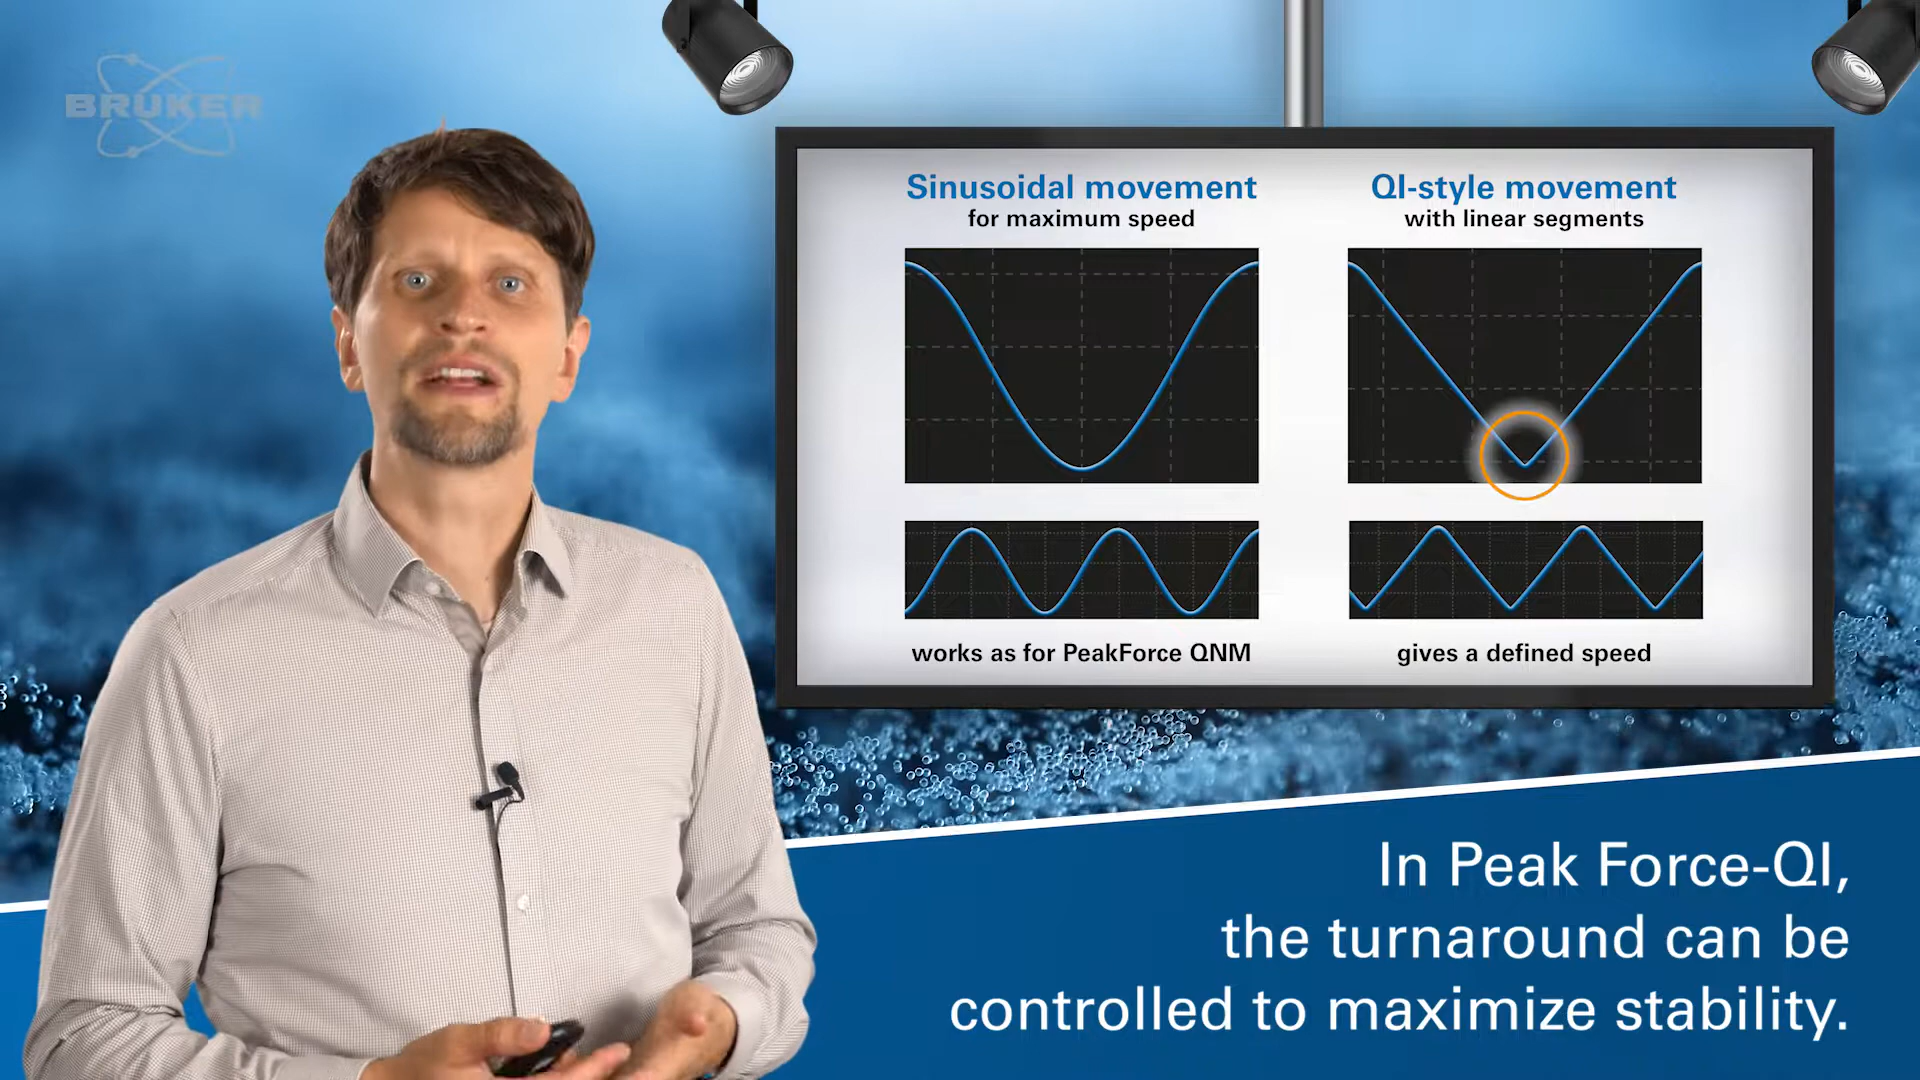 BRUKER
Sinusoidal movement
for maximum speed
works as for PeakForce QNM
QI-style movement
with linear segments
gives a defined speed
In Peak Force-QI,
the turnaround can be
controlled to maximize stability.